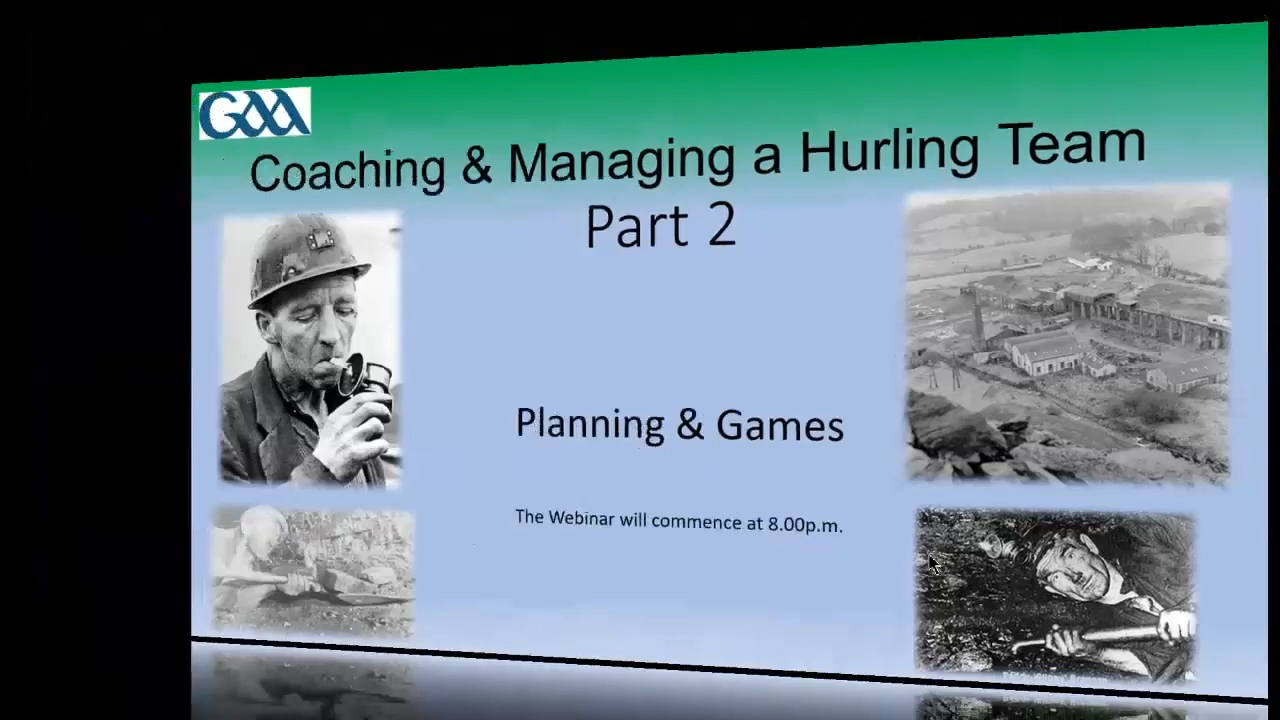 GAA
Coaching & Managing a Hurling Team
Part 2
Planning & Games
The Webinar will commence at 8.00p.m.